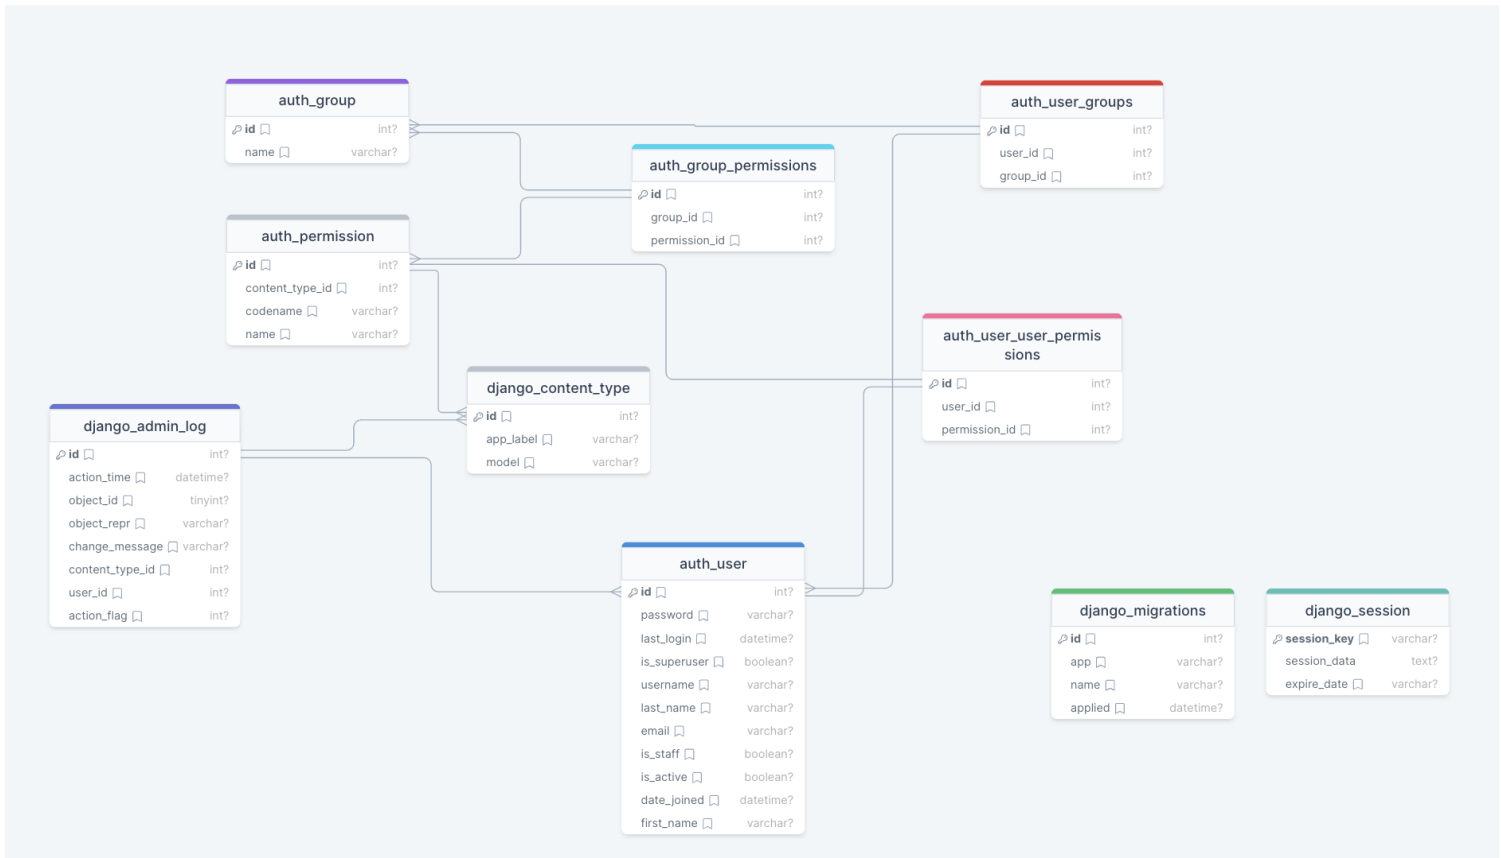 auth_group
id int?
name varchar?
auth_user_groups
id int?
user_id int?
group_id int?
auth_group_permissions
id int?
group_id int?
permission_id int?
auth_permission
id int?
content_type_id int?
codename varchar?
name varchar?
auth_user_user_permis
sions
id int?
user_id int?
permission_id int?
django_content_type
id int?
app_label varchar?
model varchar?
django_admin_log
id int?
action_time datetime?
object_id tinyint?
object_repr varchar?
change_message varchar?
content_type_id int?
user_id int?
action_flag int?
auth_user
id int?
password varchar?
last_login datetime?
is_superuser boolean?
username varchar?
last_name varchar?
email varchar?
is_staff boolean?
is_active boolean?
date_joined datetime?
first_name varchar?
django_migrations
id int?
app varchar?
name varchar?
applied datetime?
django_session
session_key varchar?
session_data text?
expire_date varchar?